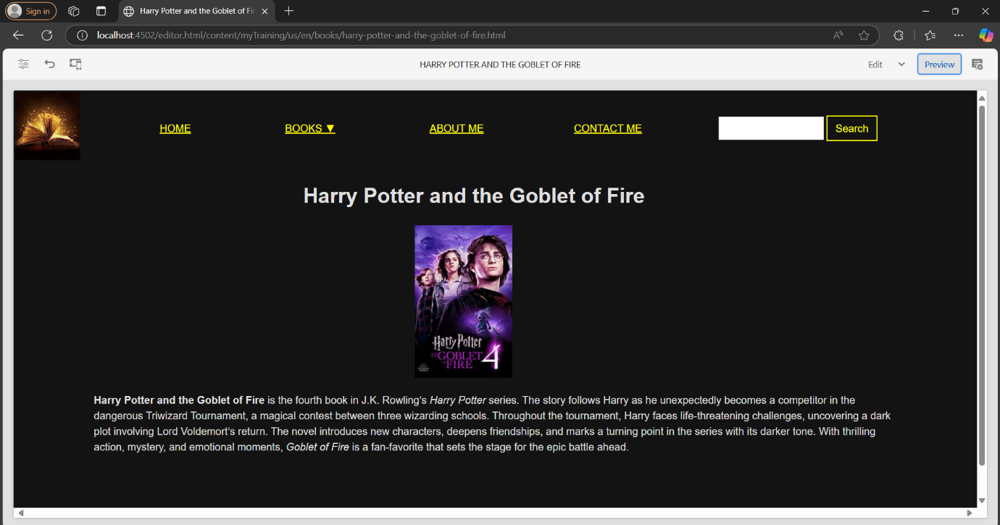 Sign in
Harry Potter and the Goblet of Fir
localhost:4502/editor.html/content/myTraining/us/en/books/harry-potter-and-the-goblet-of-fire.html
HARRY POTTER AND THE GOBLET OF FIRE
Edit
Preview
HOME
BOOKS ▼
ABOUT ME
CONTACT ME
Search
Harry Potter and the Goblet of Fire
Harry Potter
GOBLET 4
FIRE
Harry Potter and the Goblet of Fire is the fourth book in J.K. Rowling's Harry Potter series. The story follows Harry as he unexpectedly becomes a competitor in the
dangerous Triwizard Tournament, a magical contest between three wizarding schools. Throughout the tournament, Harry faces life-threatening challenges, uncovering a dark
plot involving Lord Voldemort's return. The novel introduces new characters, deepens friendships, and marks a turning point in the series with its darker tone. With thrilling
action, mystery, and emotional moments, Goblet of Fire is a fan-favorite that sets the stage for the epic battle ahead.